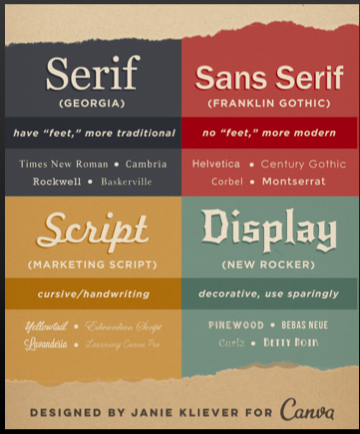 Serif
(GEORGIA)
have “feet,” more traditional
Times New Roman • Cambria
Rockwell • Baskerville
Sans Serif
(FRANKLIN GOTHIC)
no “feet,” more modern
Helvetica • Century Gothic
Corbel • Montserrat
Script
(MARKETING SCRIPT)
cursive/handwriting
Yellowtail • Edwardian Script
Lavanderia • Learning Curve Pro
Display
(NEW ROCKER)
decorative, use sparingly
PINEWOOD • BEBAS NEUE
Curlz • BETTY NOIR
DESIGNED BY JANIE KLIEVER FOR Canva